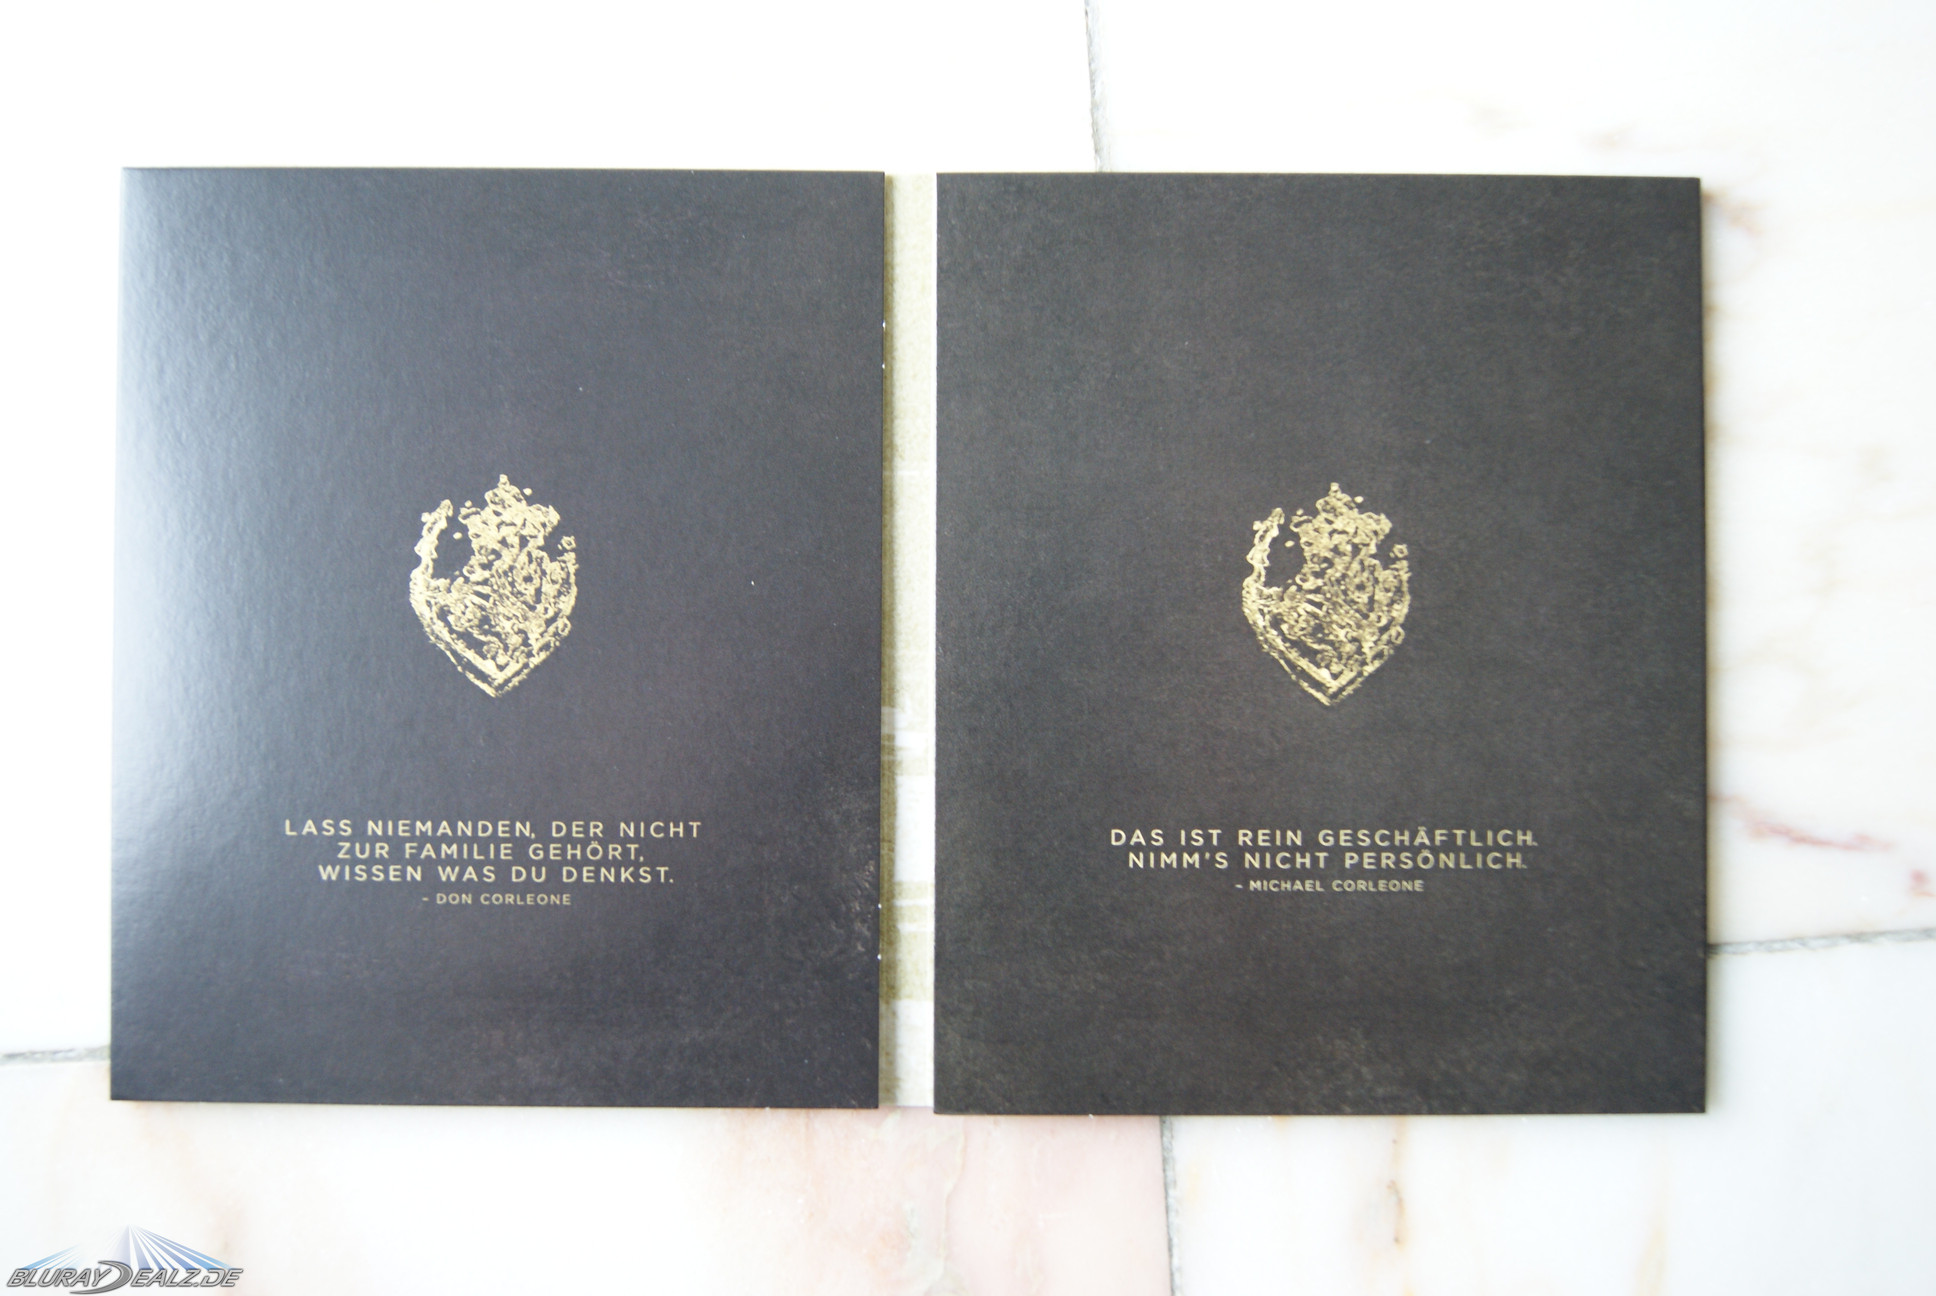 LASS NIEMANDEN, DER NICHT
ZUR FAMILIE GEHÖRT,
WISSEN WAS DU DENKST.
- DON CORLEONE
DAS IST REIN GESCHÄFTLICH.
NIMM'S NICHT PERSÖNLICH.
- MICHAEL CORLEONE
BLURAYDEALZ.DE